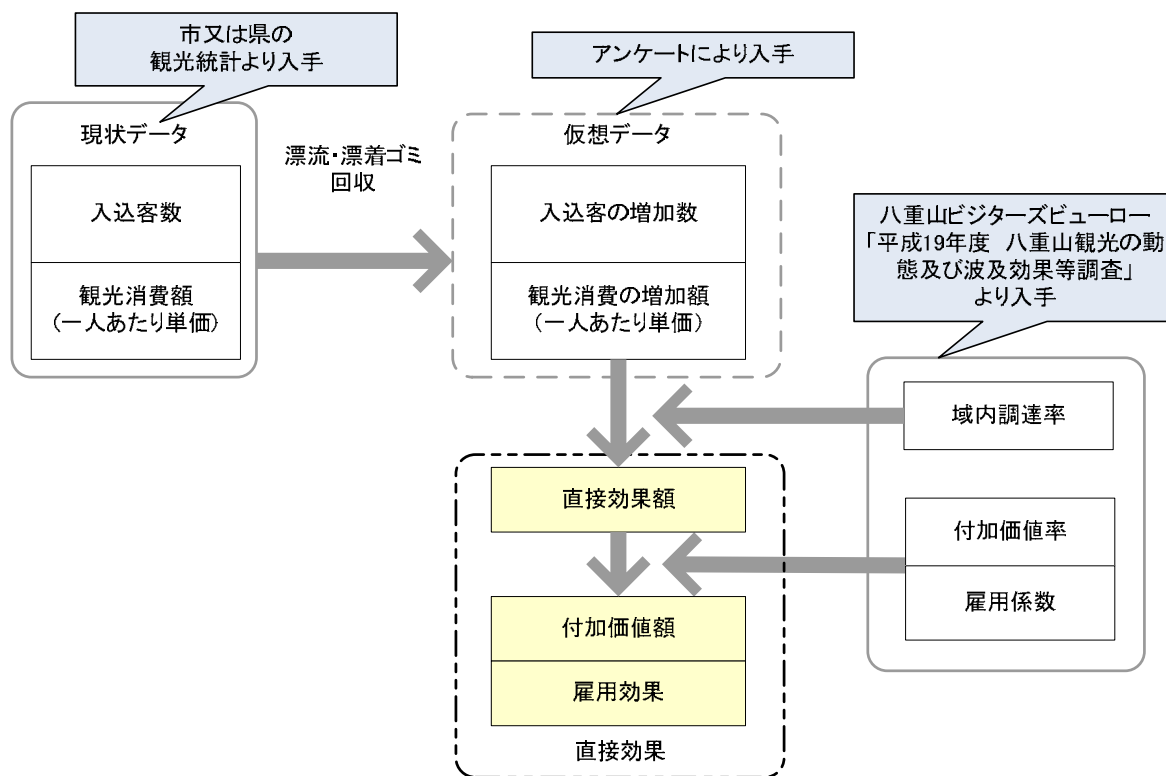 市又は県の
観光統計より入手
アンケートにより入手
現状データ
入込客数
観光消費額
(一人あたり単価)
漂流・漂着ゴミ
回収
仮想データ
入込客の増加数
観光消費の増加額
(一人あたり単価)
八重山ビジターズビューロー
「平成19年度 八重山観光の動
態及び波及効果等調査」
より入手
域内調達率
付加価値率
雇用係数
直接効果額
付加価値額
雇用効果
直接効果